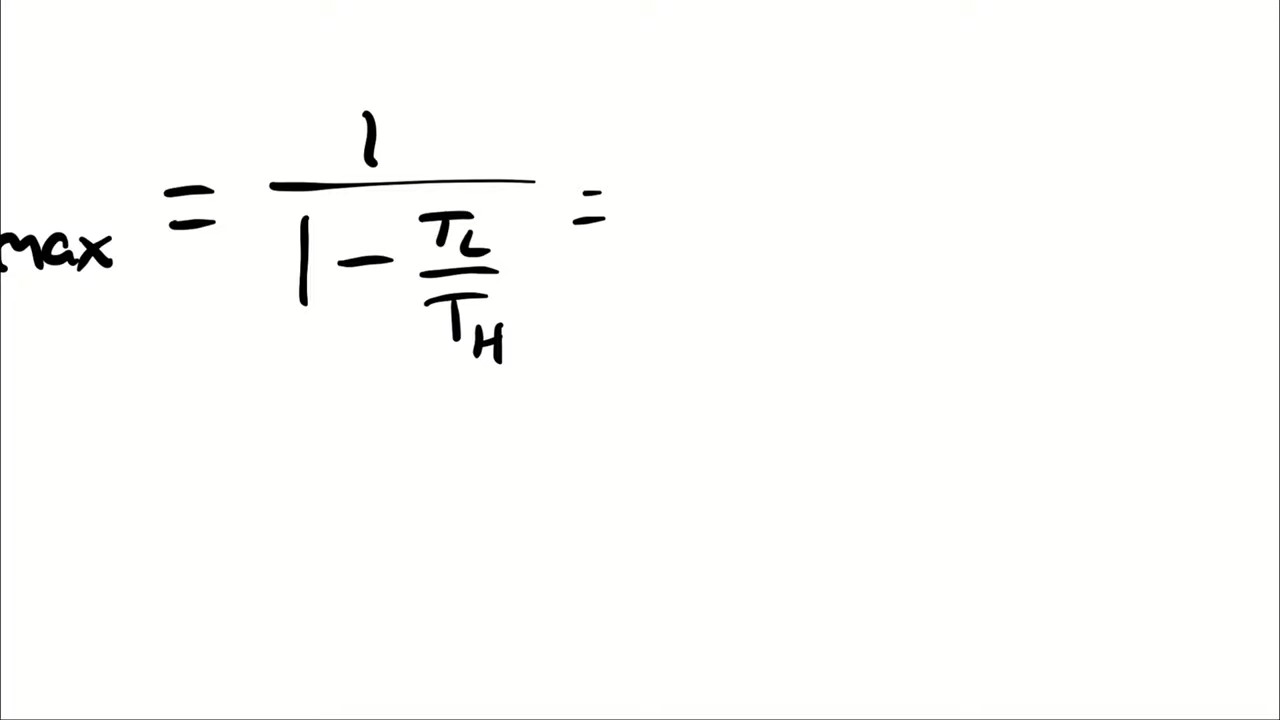 max = 1 / (1 - T_L / T_H) =